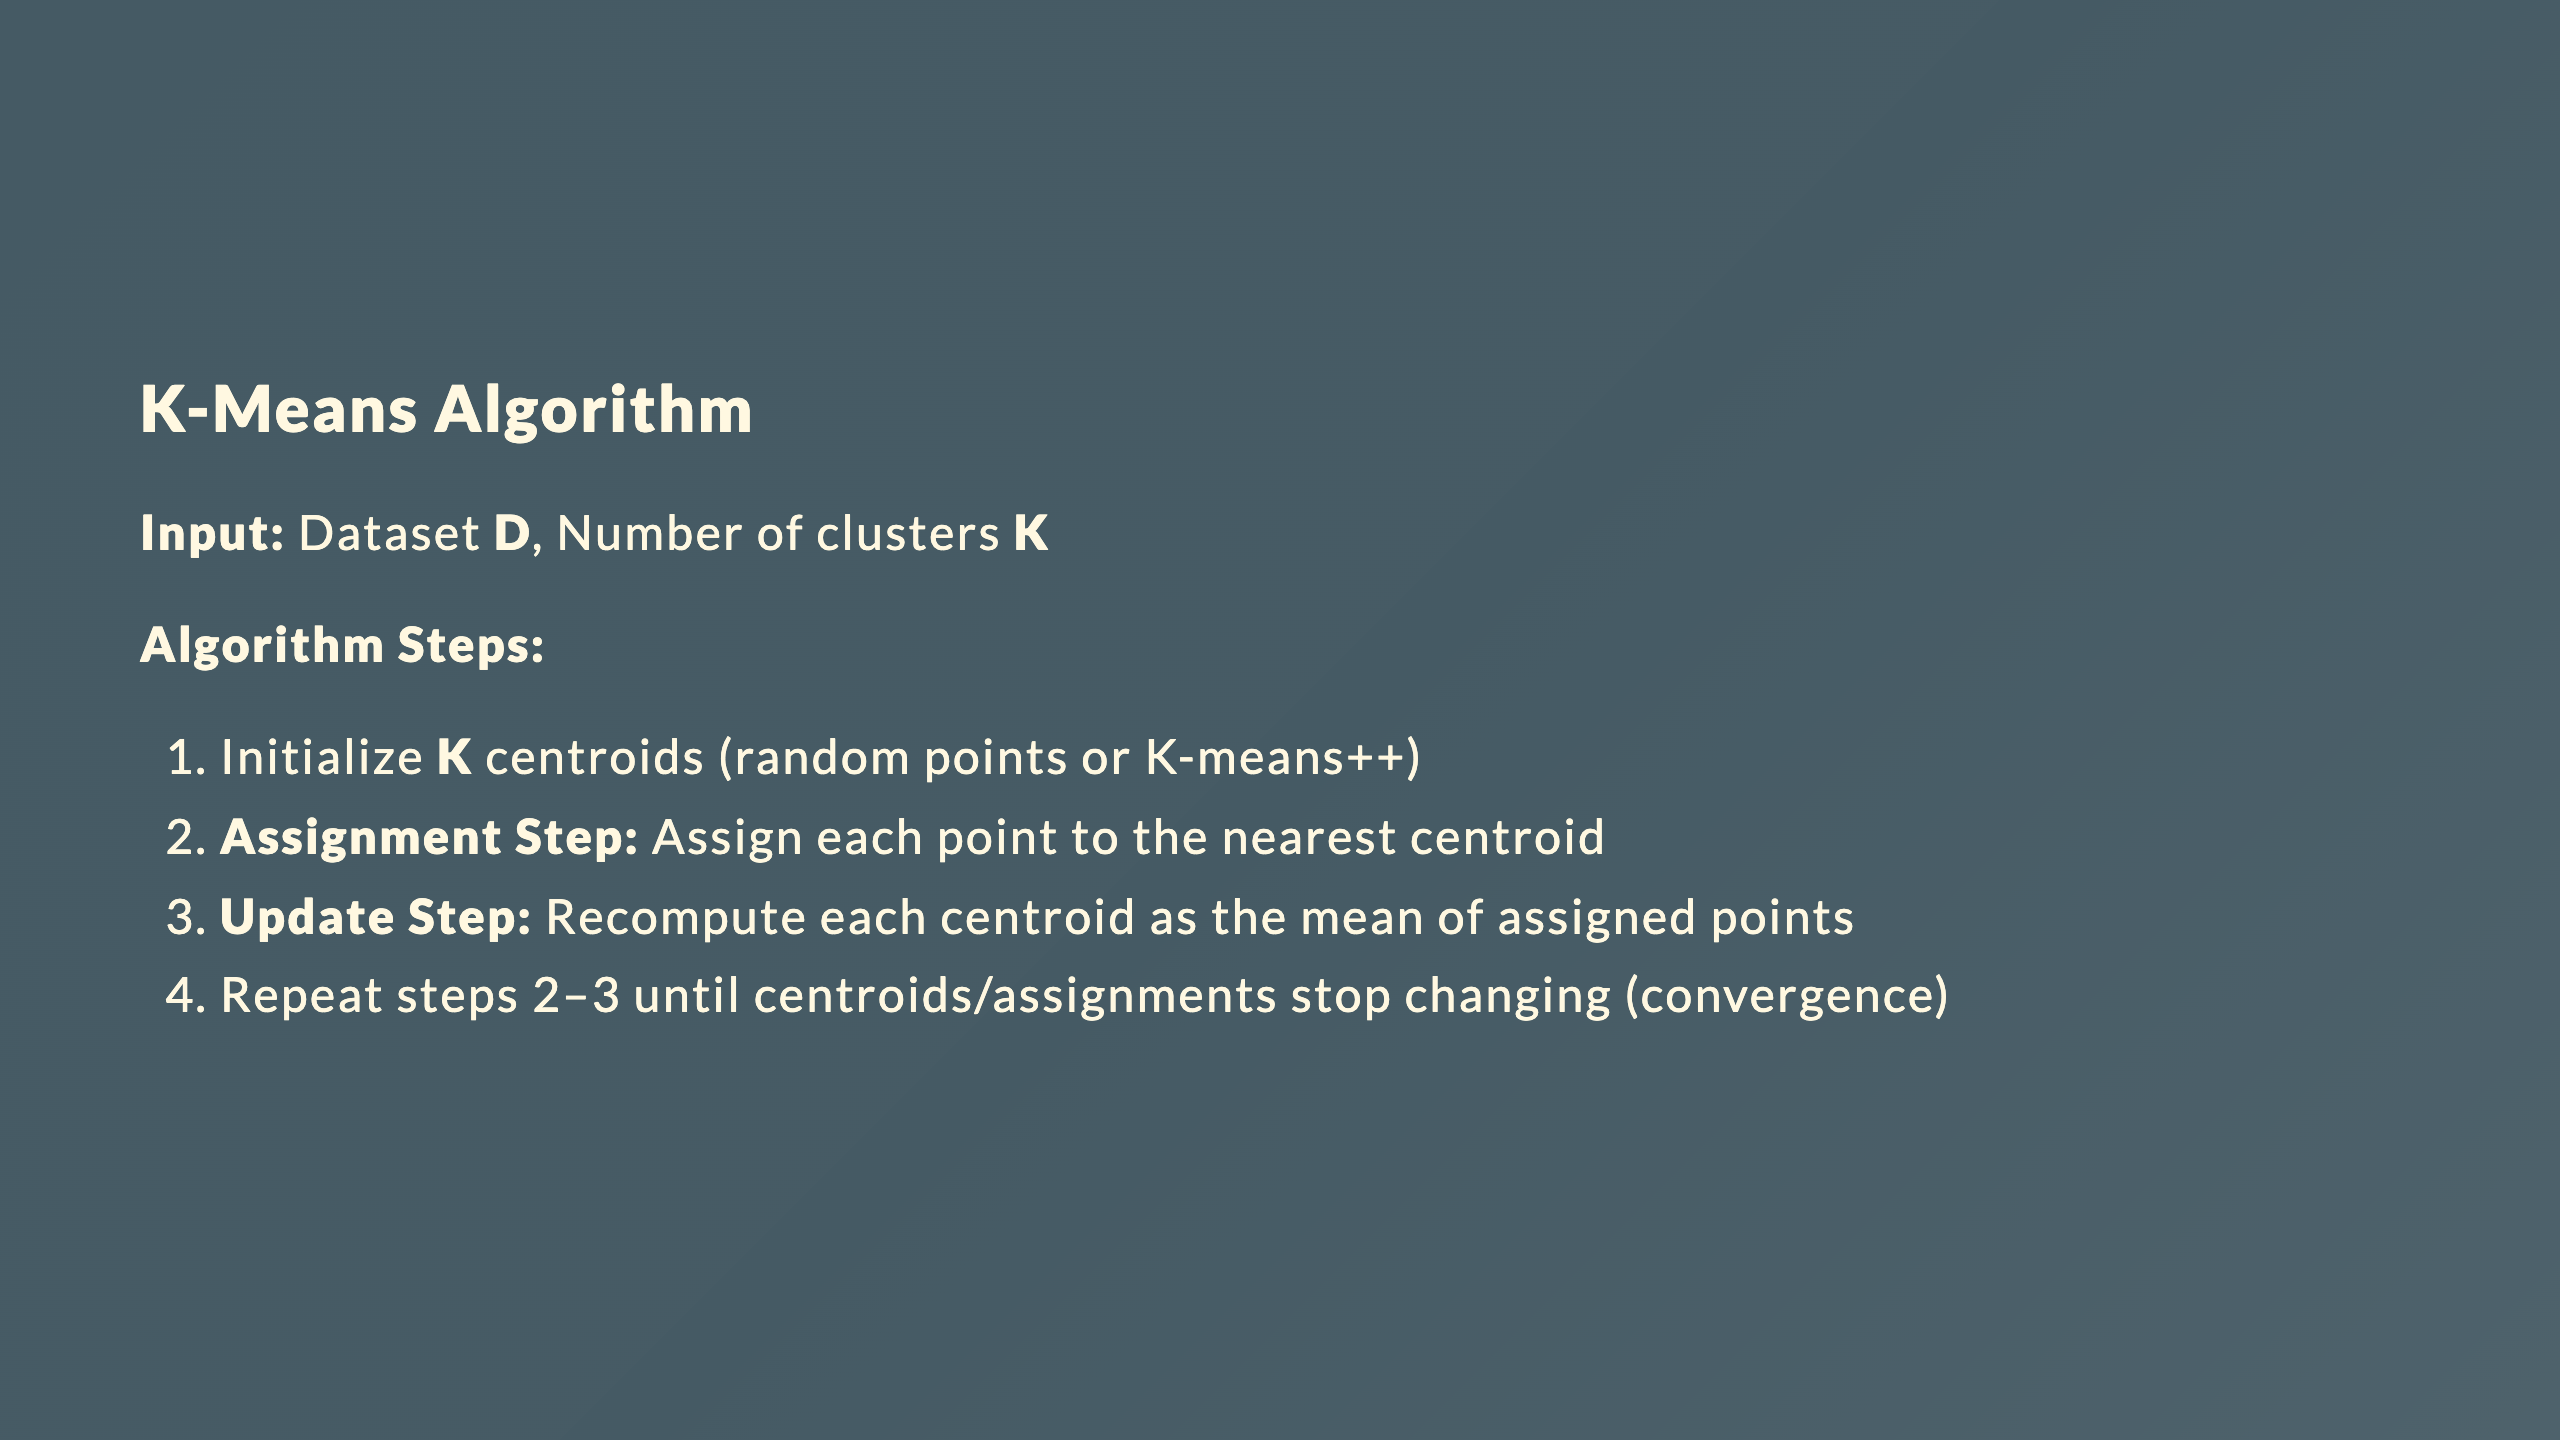 K-Means Algorithm
Input: Dataset D, Number of clusters K
Algorithm Steps:
1. Initialize K centroids (random points or K-means++)
2. Assignment Step: Assign each point to the nearest centroid
3. Update Step: Recompute each centroid as the mean of assigned points
4. Repeat steps 2–3 until centroids/assignments stop changing (convergence)